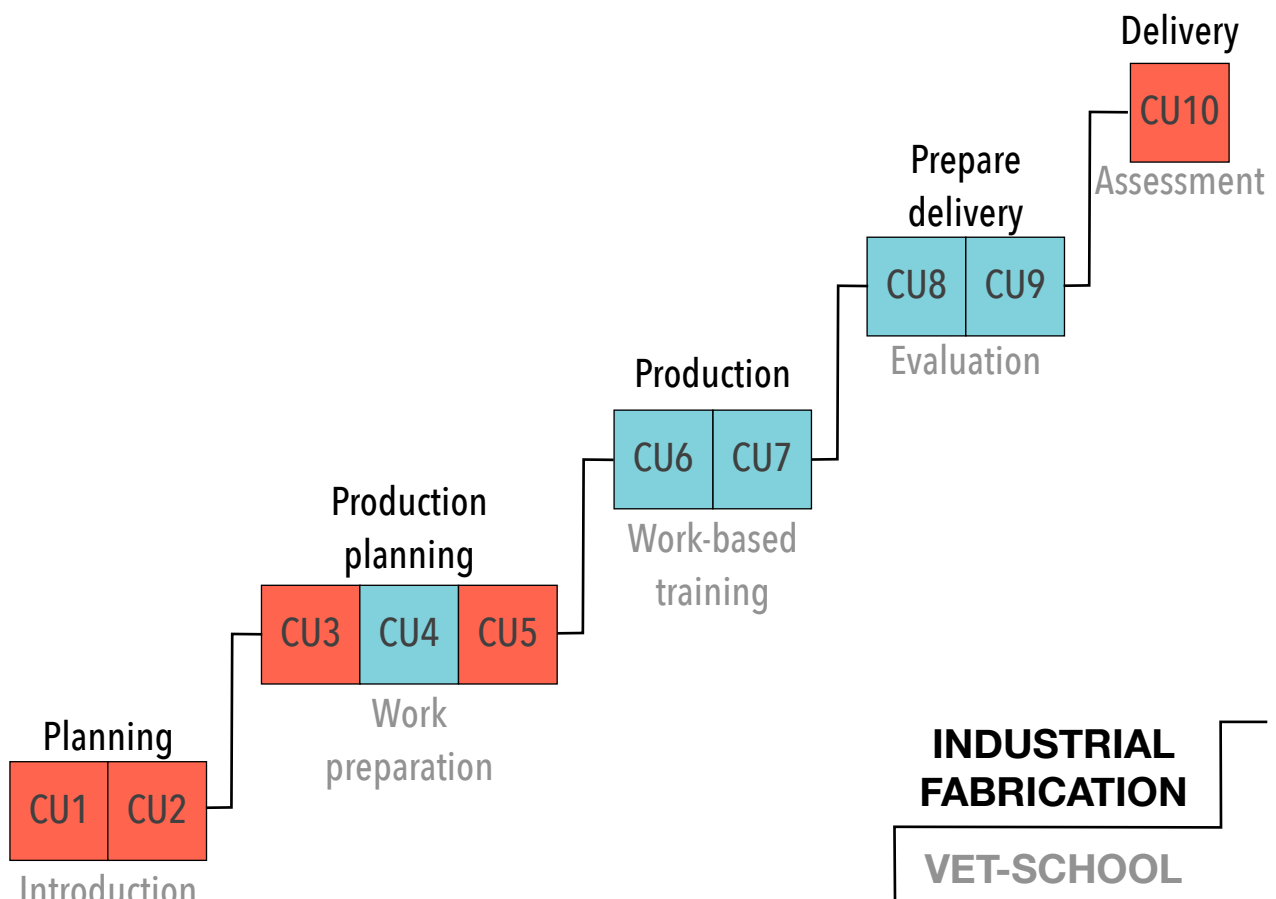 Delivery
CU10
Assessment
Prepare
delivery
CU8 CU9
Evaluation
Production
CU6 CU7
Work-based
training
Production
planning
CU3 CU4 CU5
Work
preparation
Planning
CU1 CU2
Introduction
INDUSTRIAL
FABRICATION
VET-SCHOOL